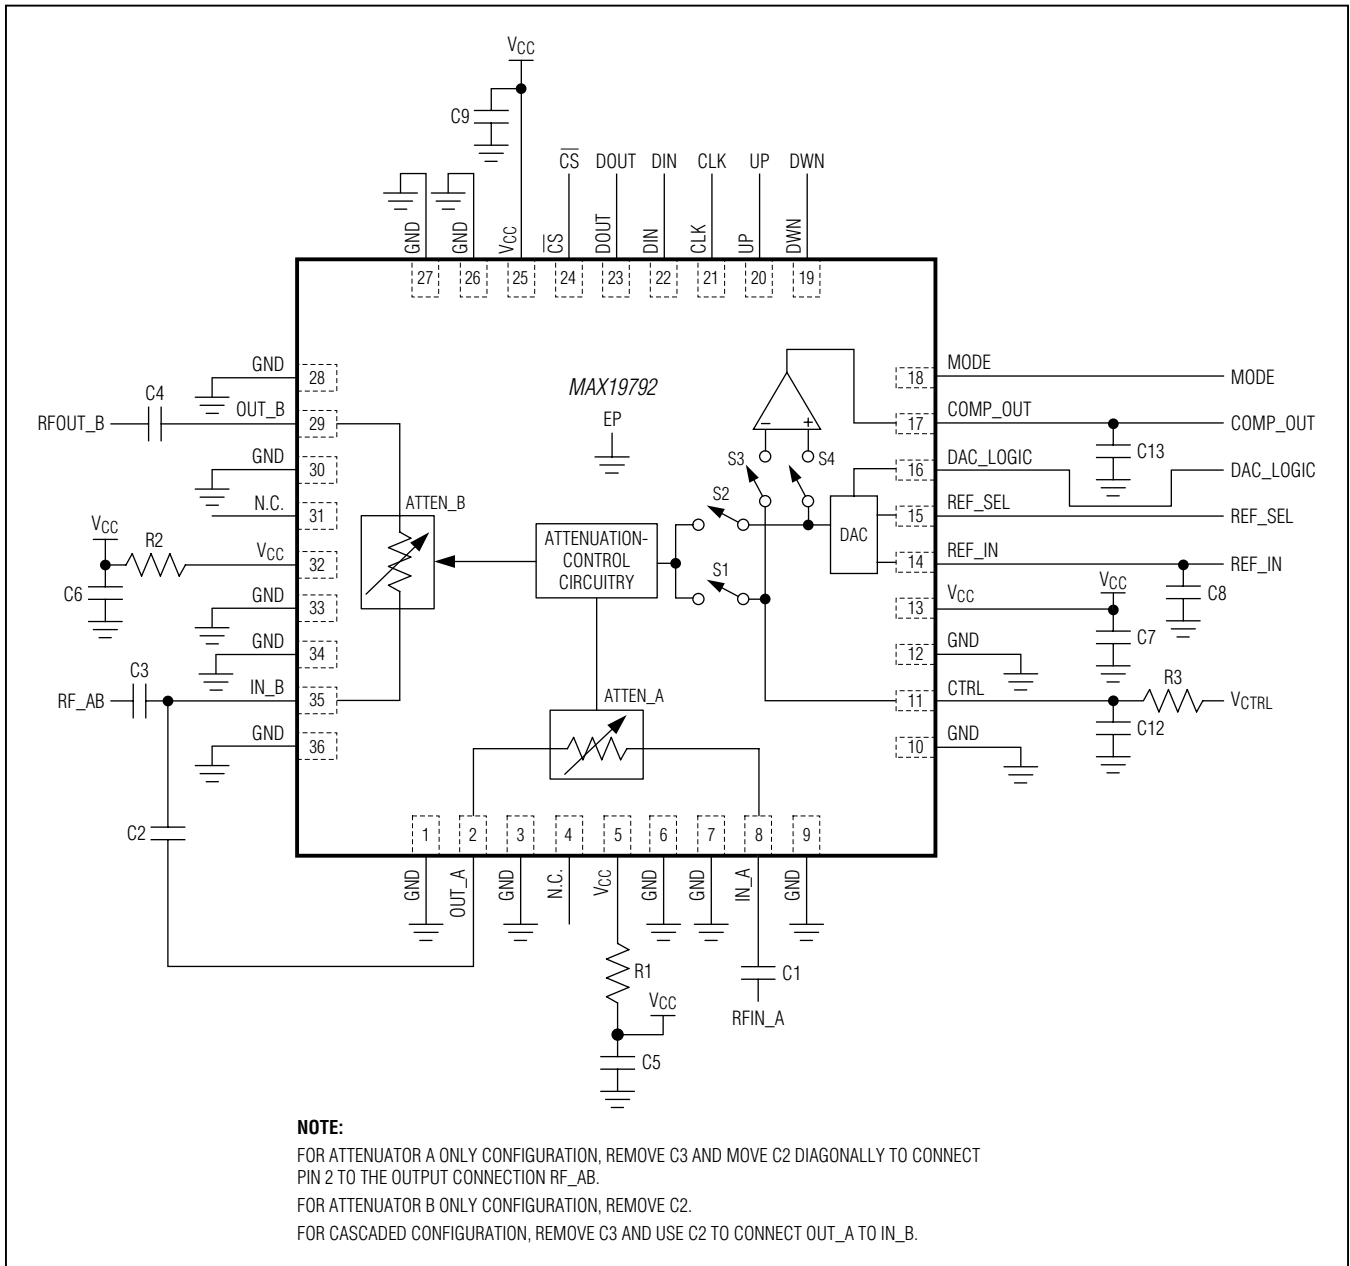 VCC
C9
CS DOUT DIN CLK UP DWN
GND GND VCC CS DOUT DIN CLK UP DWN
27 26 25 24 23 22 21 20 19
GND 28
C4
RFOUT_B OUT_B 29
GND 30
N.C. 31
VCC R2 VCC 32
C6
GND 33
GND 34
C3
RF_AB IN_B 35
GND 36
C2
MAX19792
EP
ATTEN_B
ATTENUATION-
CONTROL
CIRCUITRY
S3 S4
S2
S1
DAC
ATTEN_A
– +
18 MODE MODE
17 COMP_OUT COMP_OUT
C13
16 DAC_LOGIC DAC_LOGIC
15 REF_SEL REF_SEL
14 REF_IN REF_IN
C8
13 VCC VCC
C7
12 GND
11 CTRL R3 VCTRL
C12
10 GND
1 2 3 4 5 6 7 8 9
GND OUT_A GND N.C. VCC GND GND IN_A GND
R1
VCC
C5
C1
RFIN_A
NOTE:
FOR ATTENUATOR A ONLY CONFIGURATION, REMOVE C3 AND MOVE C2 DIAGONALLY TO CONNECT
PIN 2 TO THE OUTPUT CONNECTION RF_AB.
FOR ATTENUATOR B ONLY CONFIGURATION, REMOVE C2.
FOR CASCADED CONFIGURATION, REMOVE C3 AND USE C2 TO CONNECT OUT_A TO IN_B.